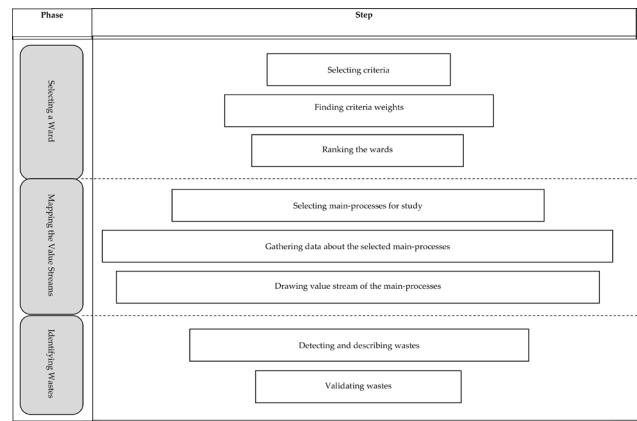 Phase
Step
Selecting a Ward
Selecting criteria
Finding criteria weights
Ranking the wards
Mapping the Value Streams
Selecting main-processes for study
Gathering data about the selected main-processes
Drawing value stream of the main-processes
Identifying Wastes
Detecting and describing wastes
Validating wastes